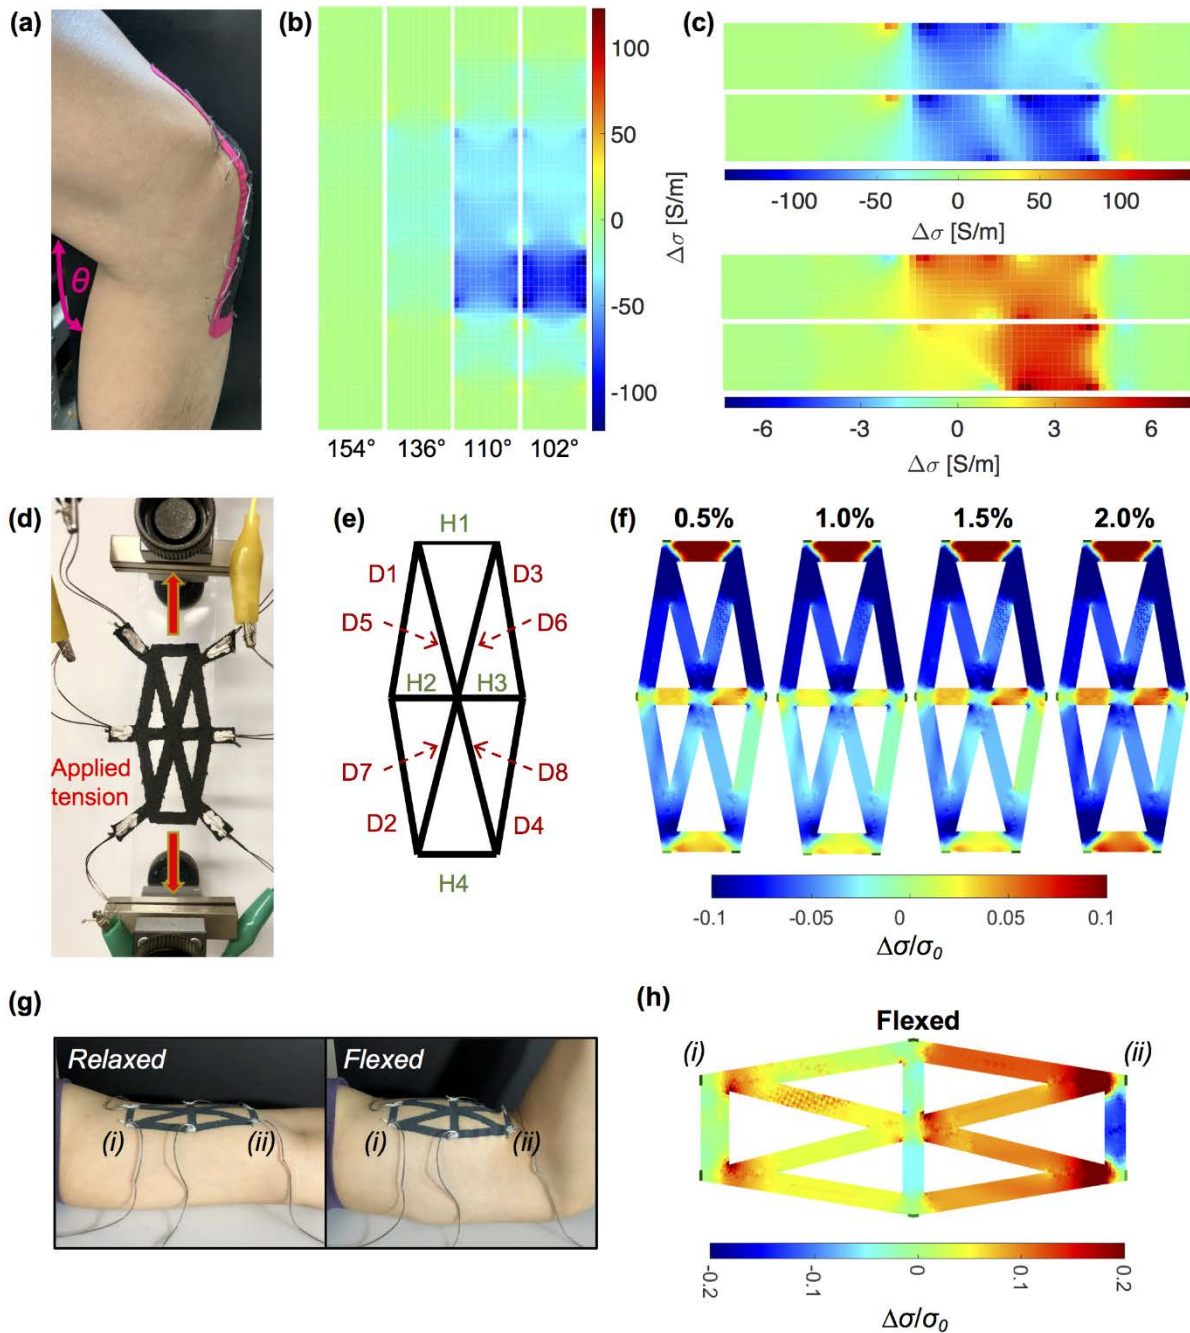 (a)
θ
(b)
100
50
0
-50
-100
Δσ [S/m]
154° 136° 110° 102°
(c)
-100 -50 0 50 100
Δσ [S/m]
-6 -3 0 3 6
Δσ [S/m]
(d)
Applied
tension
(e)
H1
D1 D3
D5 D6
H2 H3
D7 D8
D2 D4
H4
(f)
0.5% 1.0% 1.5% 2.0%
-0.1 -0.05 0 0.05 0.1
Δσ/σ0
(g)
Relaxed Flexed
(i) (ii) (i) (ii)
(h)
Flexed
(i) (ii)
-0.2 -0.1 0 0.1 0.2
Δσ/σ0